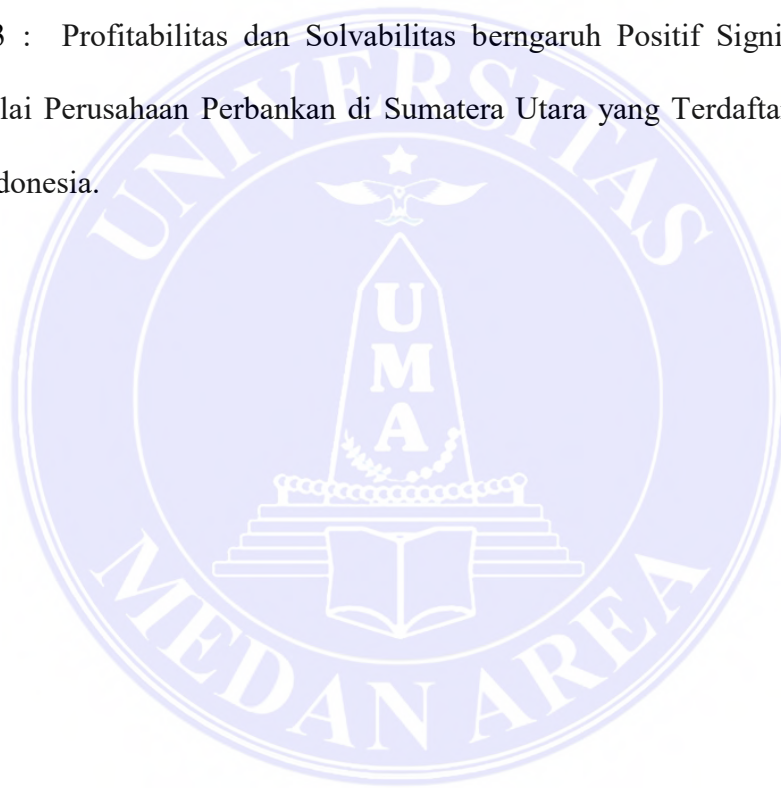 3 : Profitabilitas dan Solvabilitas berngaruh Positif Signi
lai Perusahaan Perbankan di Sumatera Utara yang Terdafta
donesia.
UNIVERSITAS
UMA
MEDAN AREA